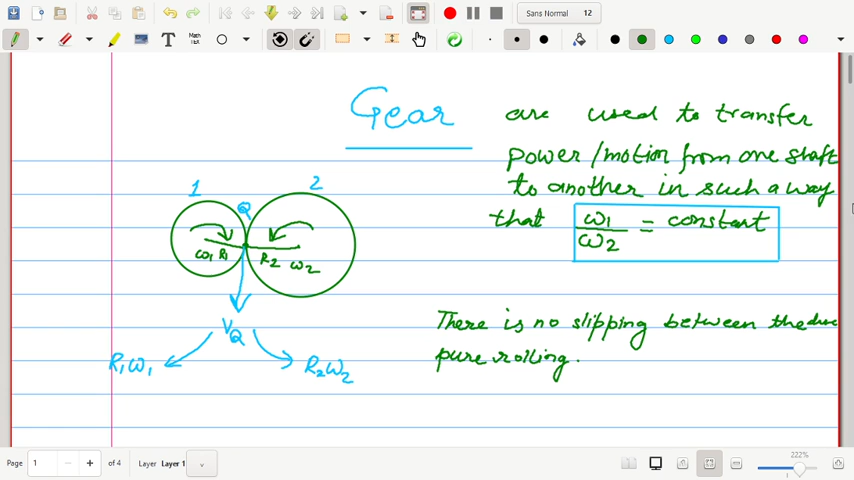 Sans Normal 12
Math
TEX
Gear
are used to transfer
power/motion from one shaft
to another in such a way
that ω1/ω2 = constant
1
2
Q
ω1 R1
R2 ω2
VQ
R1ω1
R2ω2
There is no slipping between the
pure rolling.
Page 1 of 4 Layer Layer 1
222%